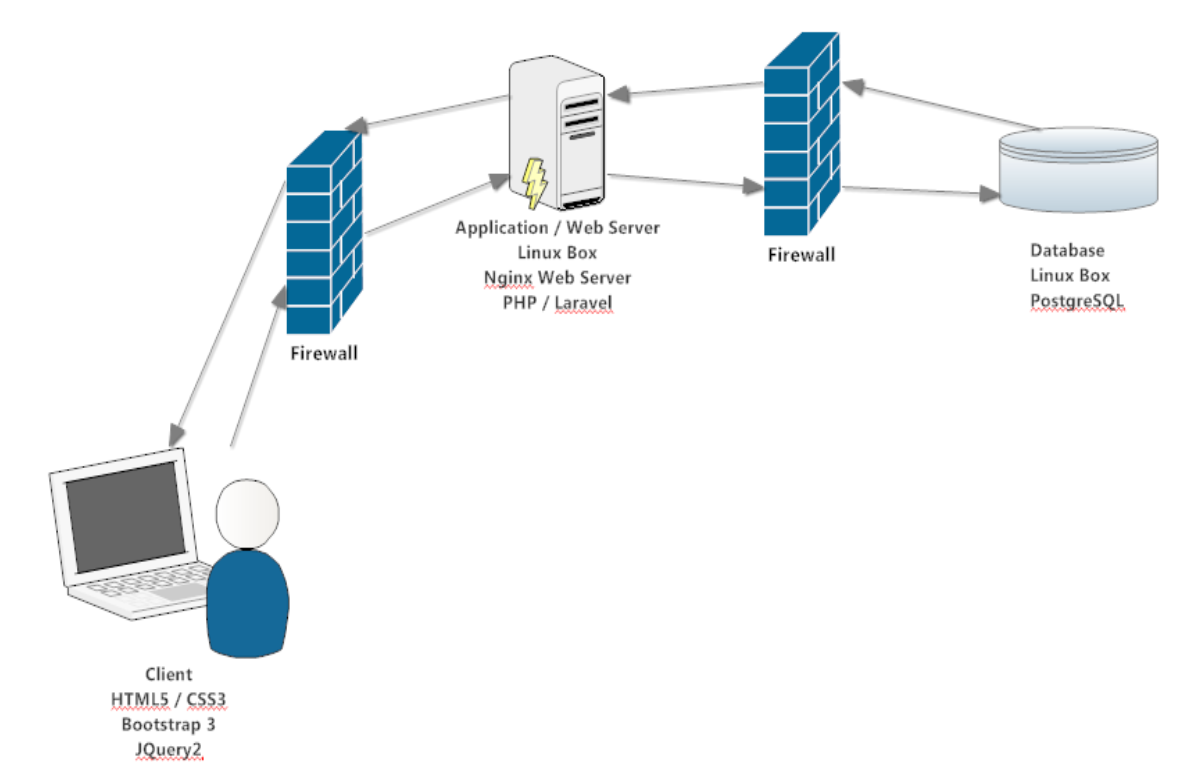 Application / Web Server
Linux Box
Nginx Web Server
PHP / Laravel
Firewall
Database
Linux Box
PostgreSQL
Firewall
Client
HTML5 / CSS3
Bootstrap 3
JQuery2